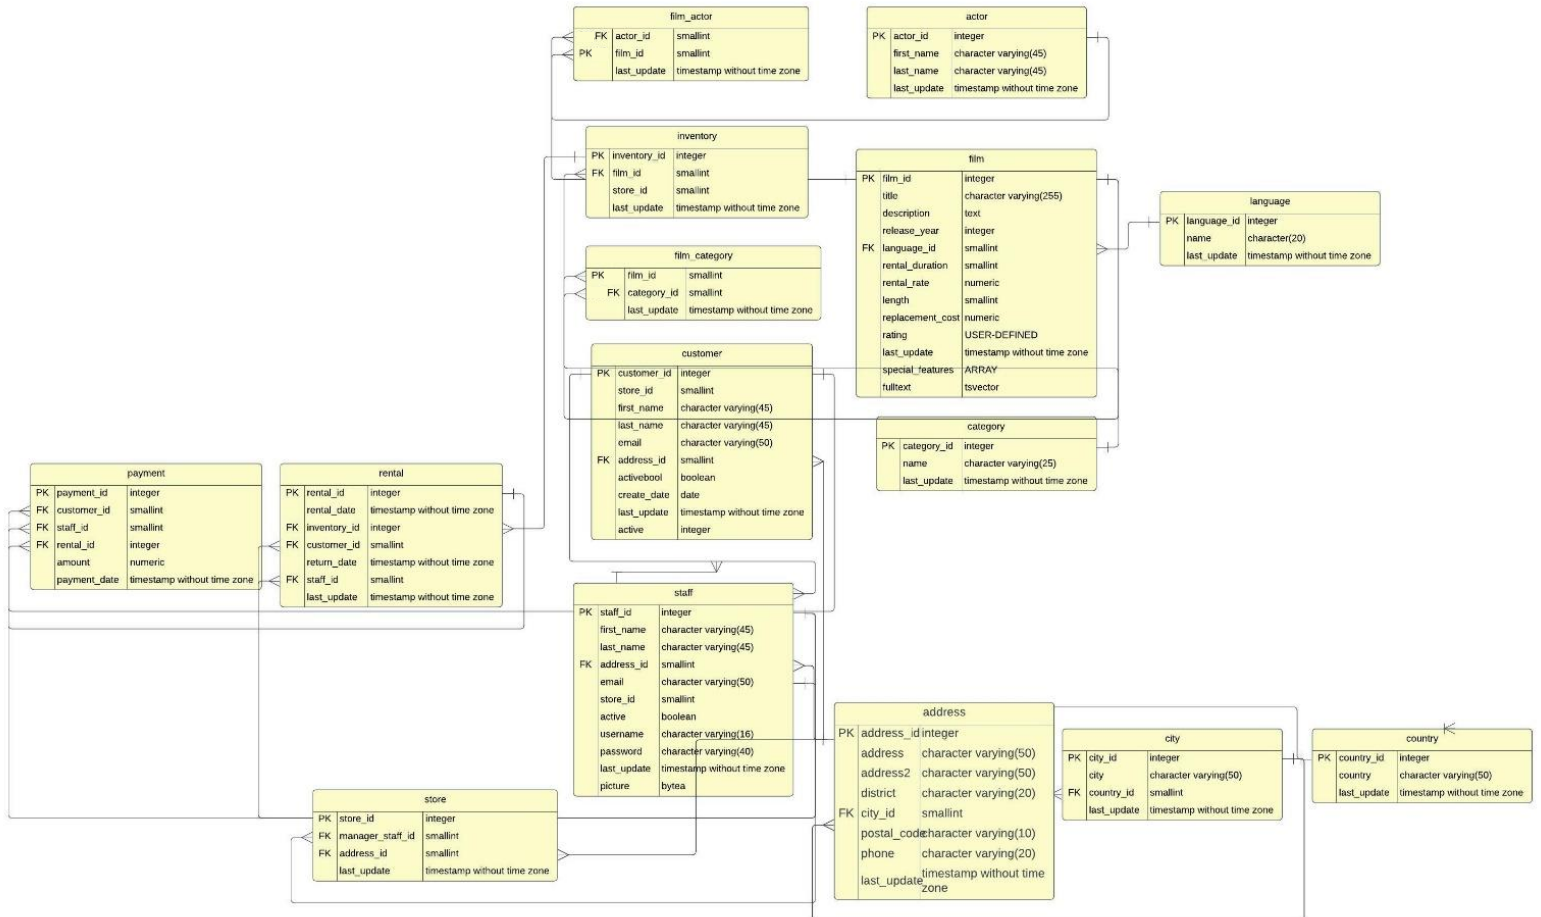 film_actor
FK actor_id smallint
PK film_id smallint
last_update timestamp without time zone
actor
PK actor_id integer
first_name character varying(45)
last_name character varying(45)
last_update timestamp without time zone
inventory
PK inventory_id integer
FK film_id smallint
store_id smallint
last_update timestamp without time zone
film
PK film_id integer
title character varying(255)
description text
release_year integer
FK language_id smallint
rental_duration smallint
rental_rate numeric
length smallint
replacement_cost numeric
rating USER-DEFINED
last_update timestamp without time zone
special_features ARRAY
fulltext tsvector
language
PK language_id integer
name character(20)
last_update timestamp without time zone
film_category
PK film_id smallint
FK category_id smallint
last_update timestamp without time zone
customer
PK customer_id integer
store_id smallint
first_name character varying(45)
last_name character varying(45)
email character varying(50)
FK address_id smallint
activebool boolean
create_date date
last_update timestamp without time zone
active integer
category
PK category_id integer
name character varying(25)
last_update timestamp without time zone
payment
PK payment_id integer
FK customer_id smallint
FK staff_id smallint
FK rental_id integer
amount numeric
payment_date timestamp without time zone
rental
PK rental_id integer
rental_date timestamp without time zone
FK inventory_id integer
FK customer_id smallint
return_date timestamp without time zone
FK staff_id smallint
last_update timestamp without time zone
staff
PK staff_id integer
first_name character varying(45)
last_name character varying(45)
FK address_id smallint
email character varying(50)
store_id smallint
active boolean
username character varying(16)
password character varying(40)
last_update timestamp without time zone
picture bytea
address
PK address_id integer
address character varying(50)
address2 character varying(50)
district character varying(20)
FK city_id smallint
postal_code character varying(10)
phone character varying(20)
last_update timestamp without time
zone
city
PK city_id integer
city character varying(50)
FK country_id smallint
last_update timestamp without time zone
country
PK country_id integer
country character varying(50)
last_update timestamp without time zone
store
PK store_id integer
FK manager_staff_id smallint
FK address_id smallint
last_update timestamp without time zone